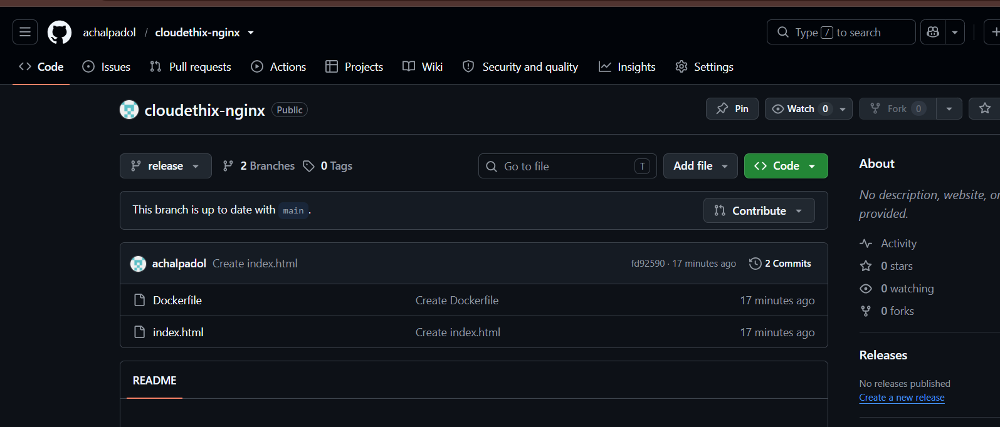 achalpadol / cloudethix-nginx
Type / to search
Code Issues Pull requests Actions Projects Wiki Security and quality Insights Settings
cloudethix-nginx Public
Pin Watch 0 Fork 0
release 2 Branches 0 Tags Go to file T Add file Code
This branch is up to date with main.
Contribute
achalpadol Create index.html fd92590 · 17 minutes ago 2 Commits
Dockerfile Create Dockerfile 17 minutes ago
index.html Create index.html 17 minutes ago
README
About
No description, website, or
provided.
Activity
0 stars
0 watching
0 forks
Releases
No releases published
Create a new release